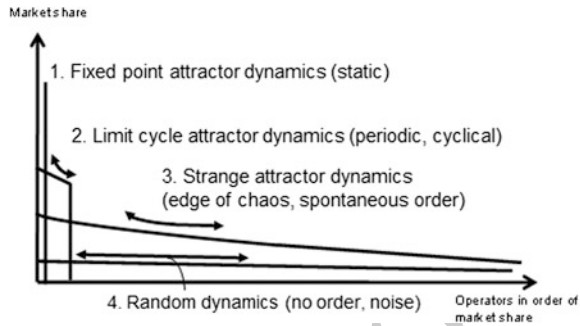 Market share
1. Fixed point attractor dynamics (static)
2. Limit cycle attractor dynamics (periodic, cyclical)
3. Strange attractor dynamics
(edge of chaos, spontaneous order)
4. Random dynamics (no order, noise)
Operators in order of
market share